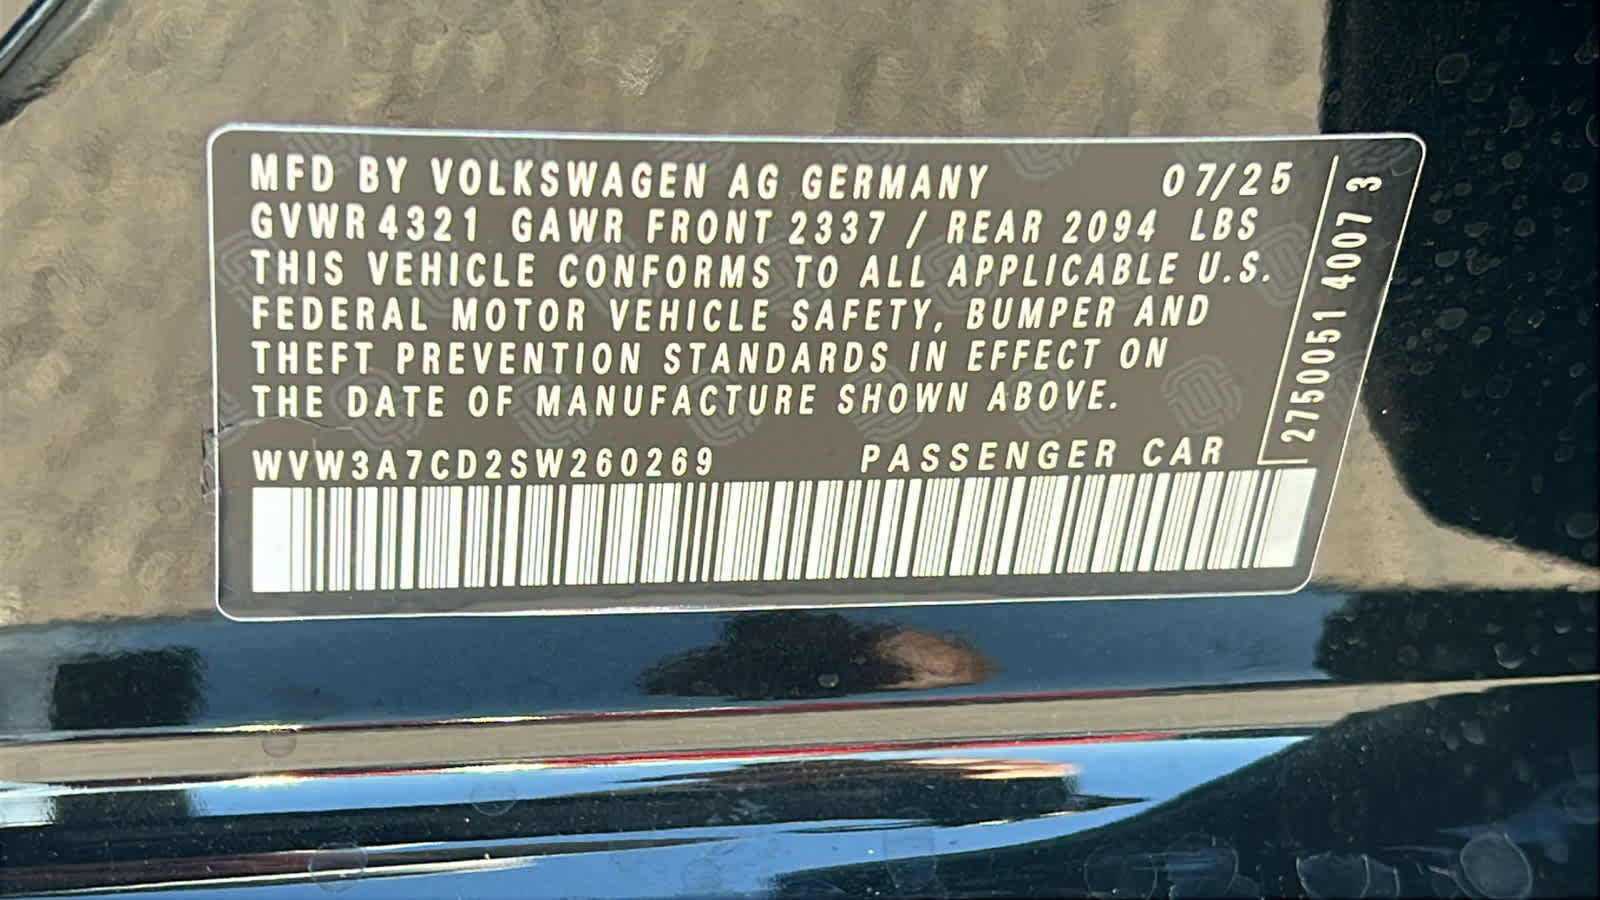 MFD BY VOLKSWAGEN AG GERMANY 07/25
GVWR 4321 GAWR FRONT 2337 / REAR 2094 LBS
THIS VEHICLE CONFORMS TO ALL APPLICABLE U.S.
FEDERAL MOTOR VEHICLE SAFETY, BUMPER AND
THEFT PREVENTION STANDARDS IN EFFECT ON
THE DATE OF MANUFACTURE SHOWN ABOVE.
WVW3A7CD2SW260269 PASSENGER CAR
2750051 4007 3